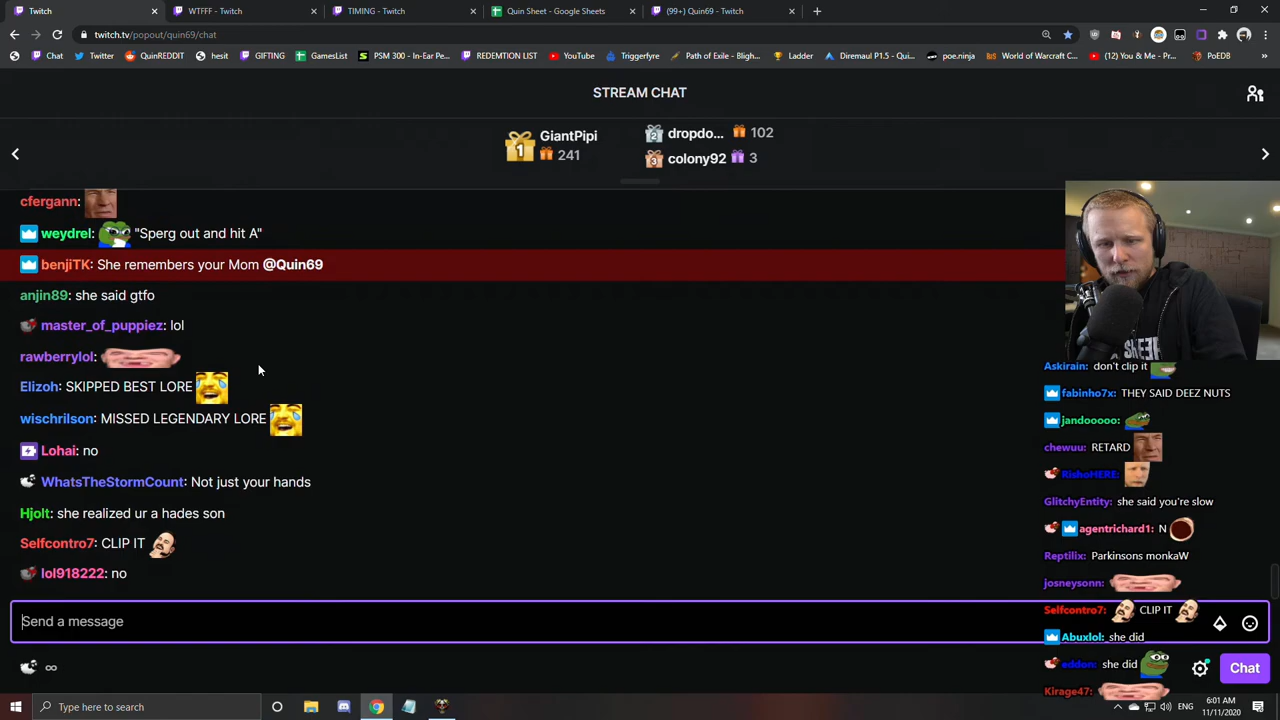 Twitch
WTFFF - Twitch
TIMING - Twitch
Quin Sheet - Google Sheets
(99+) Quin69 - Twitch
twitch.tv/popout/quin69/chat
Chat
Twitter
QuinREDDIT
hesit
GIFTING
GamesList
PSM 300 - In-Ear Pe...
REDEMTION LIST
YouTube
Triggerfyre
Path of Exile - Bligh...
Ladder
Diremaul P1.5 - Qui...
poe.ninja
World of Warcraft C...
(12) You & Me - Pr...
PoEDB
STREAM CHAT
1
GiantPipi
241
2 dropdo... 102
3 colony92 3
cfergann:
weydrel: "Sperg out and hit A"
benjiTK: She remembers your Mom @Quin69
anjin89: she said gtfo
master_of_puppiez: lol
rawberrylol:
Elizoh: SKIPPED BEST LORE
wischrilson: MISSED LEGENDARY LORE
Lohai: no
WhatsTheStormCount: Not just your hands
Hjolt: she realized ur a hades son
Selfcontro7: CLIP IT
lol918222: no
Send a message
∞
Chat
Askirain: don't clip it
fabinho7x: THEY SAID DEEZ NUTS
jandooooo:
chewuu: RETARD
RishoHERE:
GlitchyEntity: she said you're slow
agentrichard1: N
Reptilix: Parkinsons monkaW
josneysonn:
Selfcontro7: CLIP IT
Abuxlol: she did
eddon: she did
Kirage47:
Type here to search
ENG
6:01 AM
11/11/2020